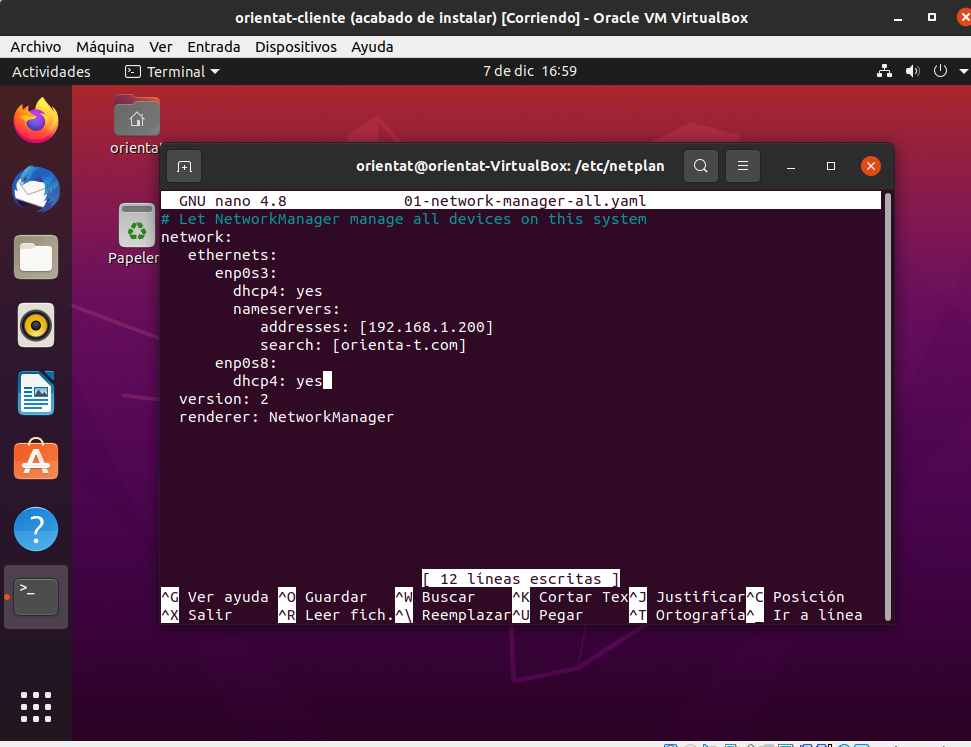 orientat-cliente (acabado de instalar) [Corriendo] - Oracle VM VirtualBox
Archivo Máquina Ver Entrada Dispositivos Ayuda
Actividades Terminal 7 de dic 16:59
orientat
Papeler
orientat@orientat-VirtualBox: /etc/netplan
GNU nano 4.8 01-network-manager-all.yaml
# Let NetworkManager manage all devices on this system
network:
   ethernets:
      enp0s3:
        dhcp4: yes
        nameservers:
           addresses: [192.168.1.200]
           search: [orienta-t.com]
      enp0s8:
        dhcp4: yes
  version: 2
  renderer: NetworkManager
[ 12 líneas escritas ]
^G Ver ayuda ^O Guardar ^W Buscar ^K Cortar Tex^J Justificar^C Posición
^X Salir ^R Leer fich.^\ Reemplazar^U Pegar ^T Ortografía^_ Ir a línea